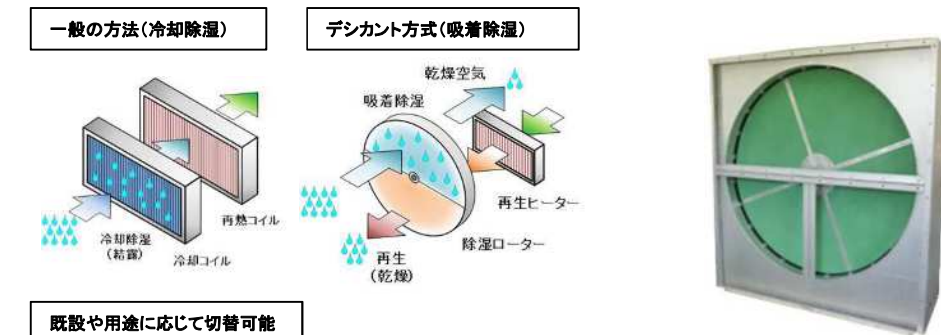 一般の方法（冷却除湿）
デシカント方式（吸着除湿）
冷却除湿
（結露）
冷却コイル
再熱コイル
乾燥空気
吸着除湿
再生ヒーター
除湿ローター
再生
（乾燥）
既設や用途に応じて切替可能